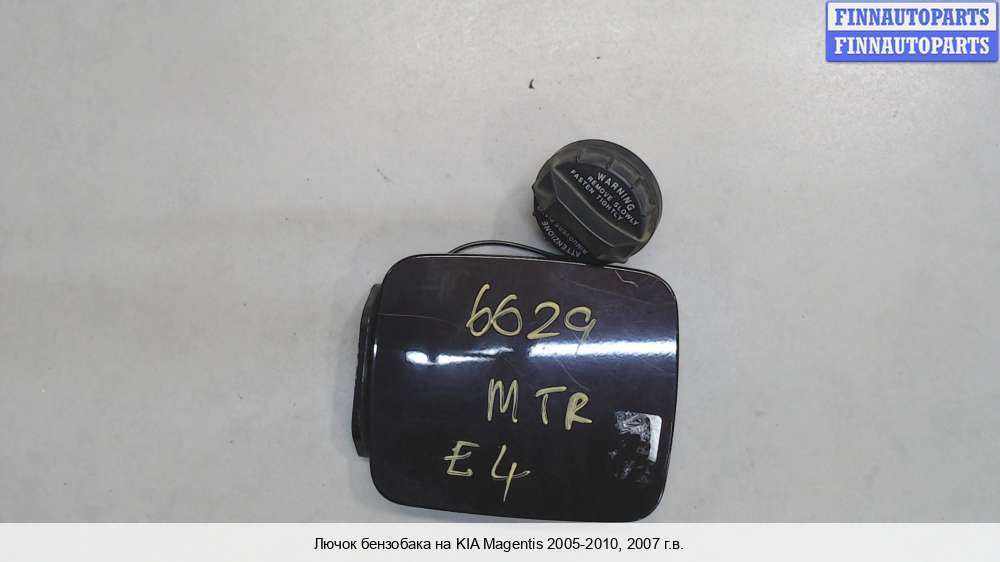 FINNAUTOPARTS
FINNAUTOPARTS
WARNING
REMOVE SLOWLY
FASTEN TIGHTLY
ATTENZIONE
6629
MTR
E4
Лючок бензобака на KIA Magentis 2005-2010, 2007 г.в.